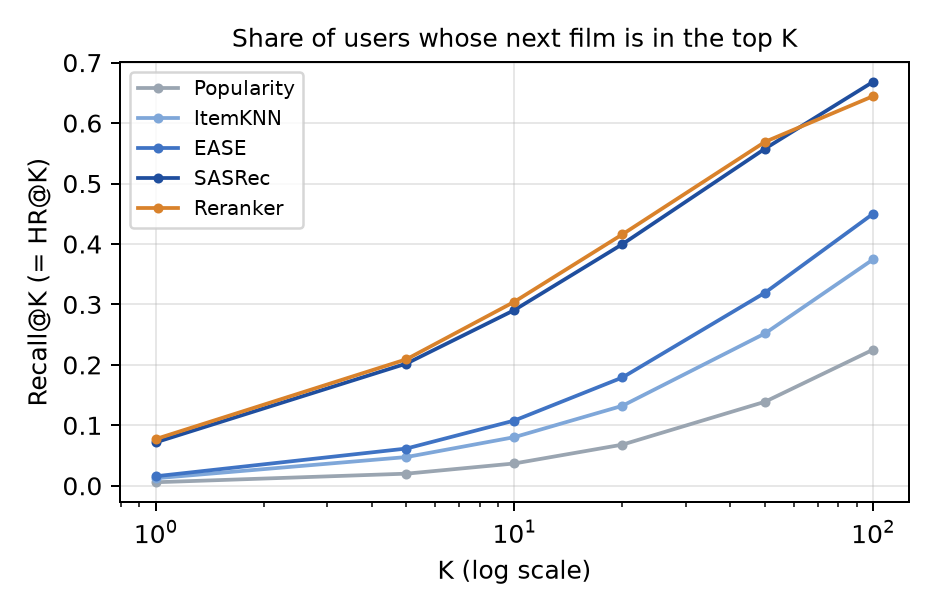 Share of users whose next film is in the top K
Recall@K (= HR@K)
0.7
0.6
0.5
0.4
0.3
0.2
0.1
0.0
Popularity
ItemKNN
EASE
SASRec
Reranker
10⁰
10¹
10²
K (log scale)